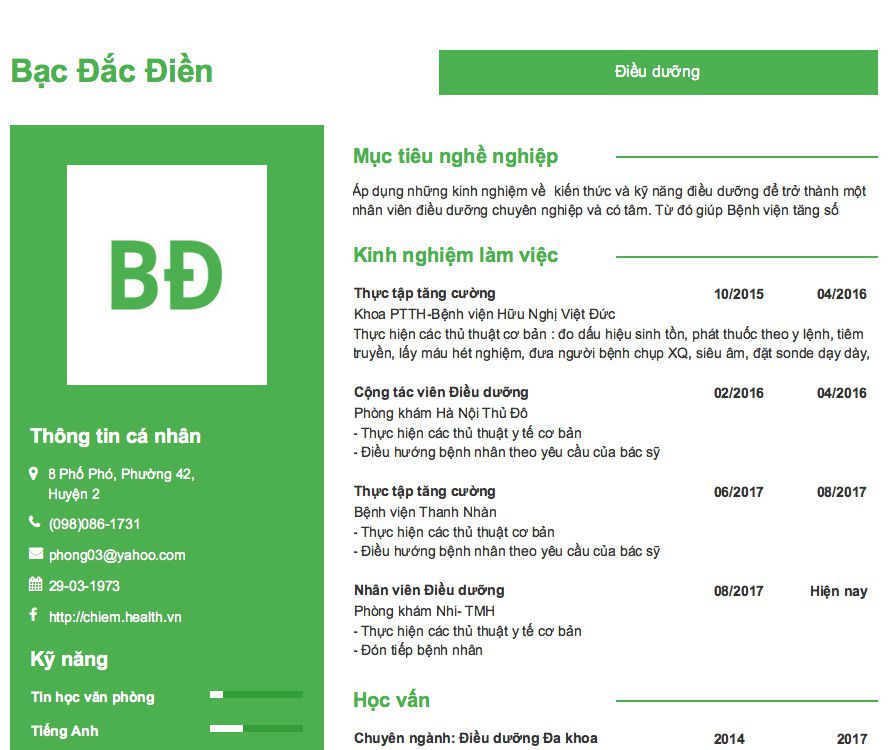 Bạc Đắc Điền
Điều dưỡng
BĐ
Thông tin cá nhân
8 Phố Phó, Phường 42,
Huyện 2
(098)086-1731
phong03@yahoo.com
29-03-1973
http://chiem.health.vn
Kỹ năng
Tin học văn phòng
Tiếng Anh
Mục tiêu nghề nghiệp
Áp dụng những kinh nghiệm về kiến thức và kỹ năng điều dưỡng để trở thành một
nhân viên điều dưỡng chuyên nghiệp và có tâm. Từ đó giúp Bệnh viện tăng số
Kinh nghiệm làm việc
Thực tập tăng cường 10/2015 04/2016
Khoa PTTH-Bệnh viện Hữu Nghị Việt Đức
Thực hiện các thủ thuật cơ bản : đo dấu hiệu sinh tồn, phát thuốc theo y lệnh, tiêm
truyền, lấy máu hét nghiệm, đưa người bệnh chụp XQ, siêu âm, đặt sonde dạy dày,
Cộng tác viên Điều dưỡng 02/2016 04/2016
Phòng khám Hà Nội Thủ Đô
- Thực hiện các thủ thuật y tế cơ bản
- Điều hướng bệnh nhân theo yêu cầu của bác sỹ
Thực tập tăng cường 06/2017 08/2017
Bệnh viện Thanh Nhàn
- Thực hiện các thủ thuật cơ bản
- Điều hướng bệnh nhân theo yêu cầu của bác sỹ
Nhân viên Điều dưỡng 08/2017 Hiện nay
Phòng khám Nhi- TMH
- Thực hiện các thủ thuật y tế cơ bản
- Đón tiếp bệnh nhân
Học vấn
Chuyên ngành: Điều dưỡng Đa khoa 2014 2017